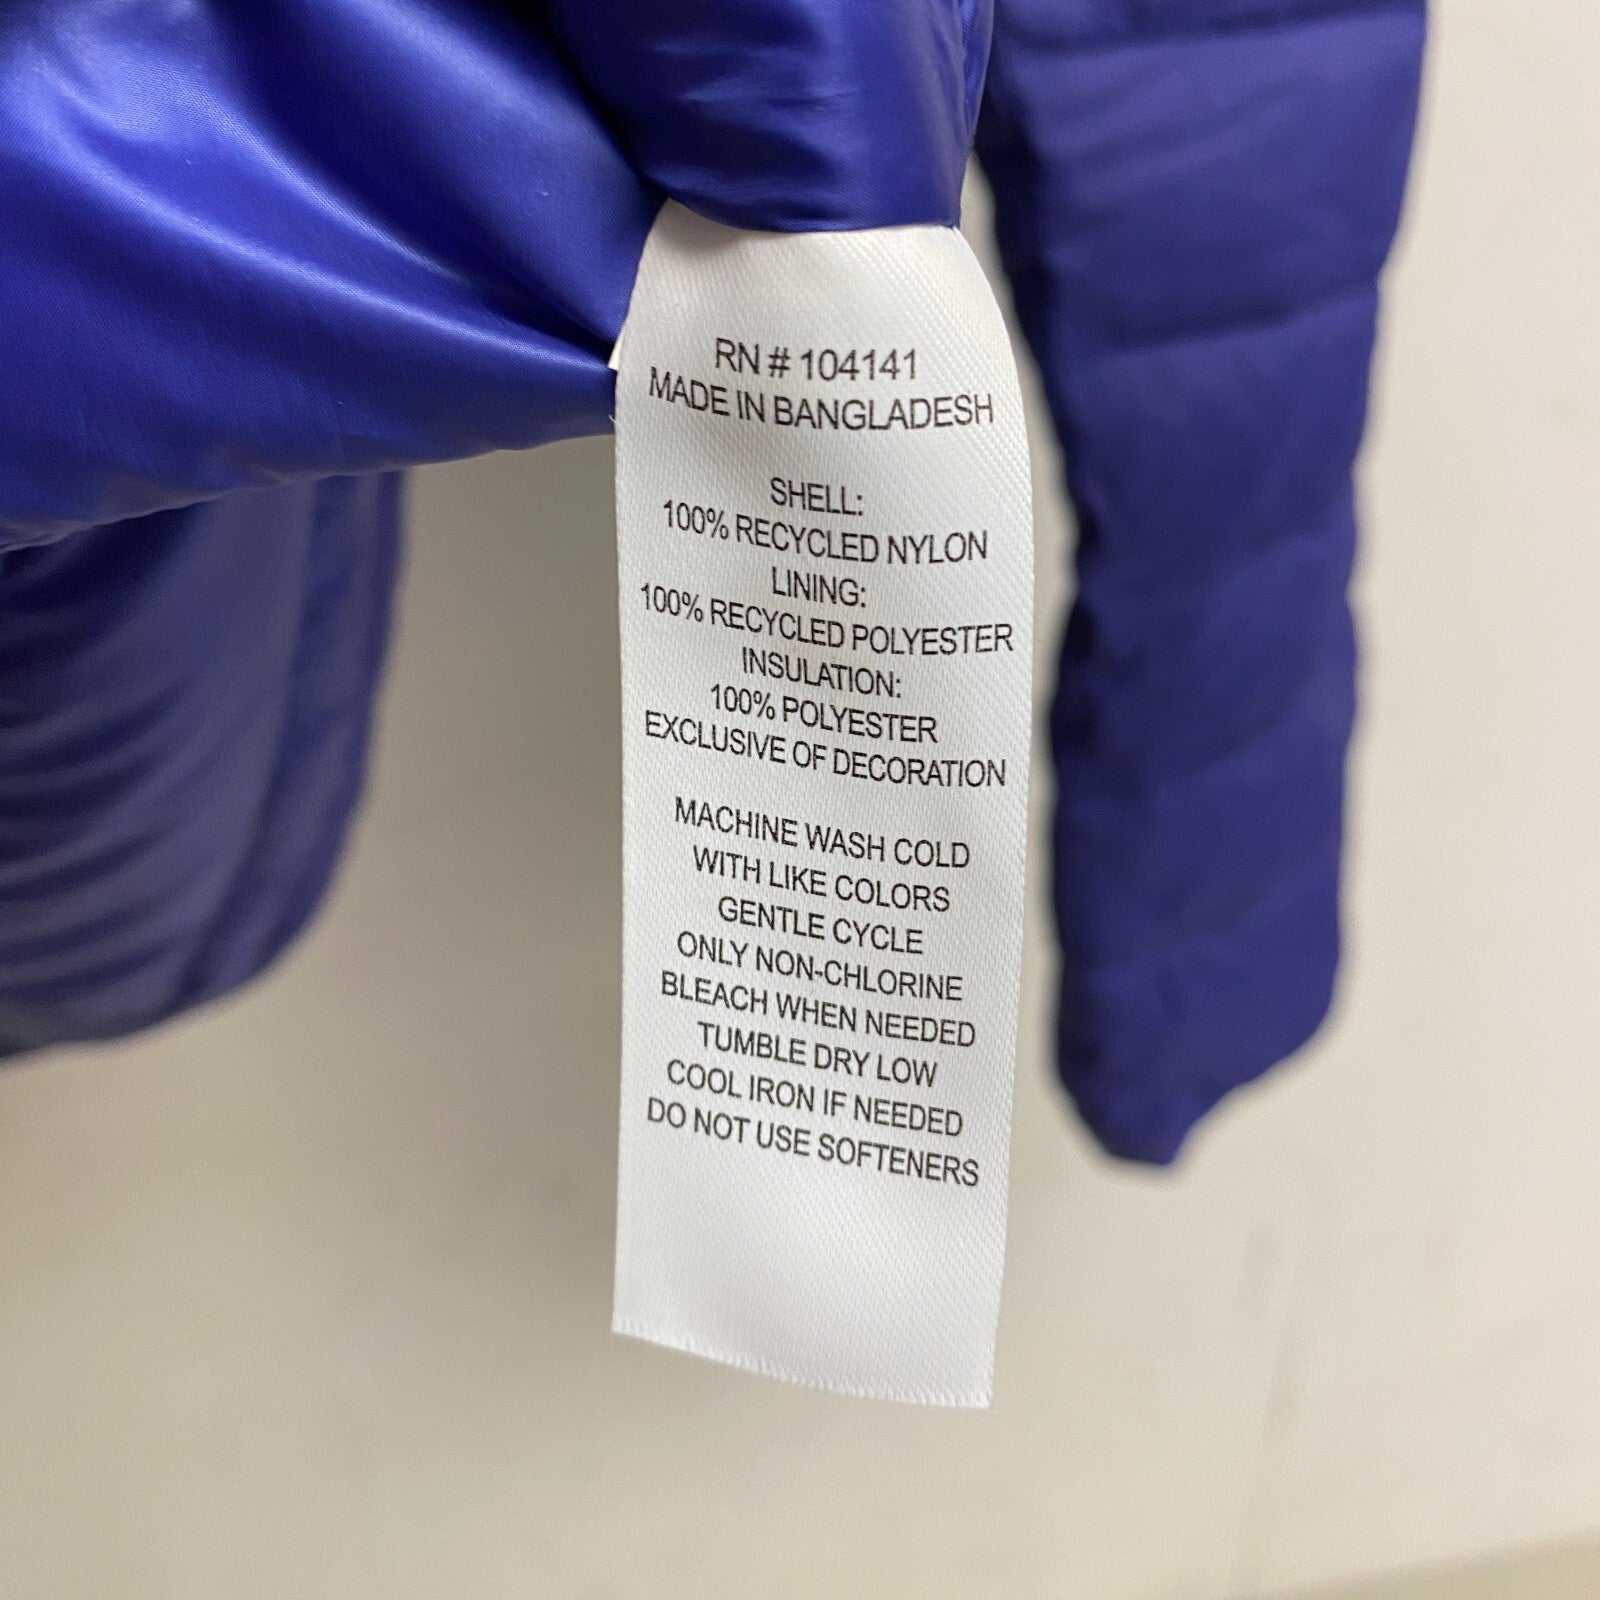 RN # 104141
MADE IN BANGLADESH
SHELL:
100% RECYCLED NYLON
LINING:
100% RECYCLED POLYESTER
INSULATION:
100% POLYESTER
EXCLUSIVE OF DECORATION
MACHINE WASH COLD
WITH LIKE COLORS
GENTLE CYCLE
ONLY NON-CHLORINE
BLEACH WHEN NEEDED
TUMBLE DRY LOW
COOL IRON IF NEEDED
DO NOT USE SOFTENERS